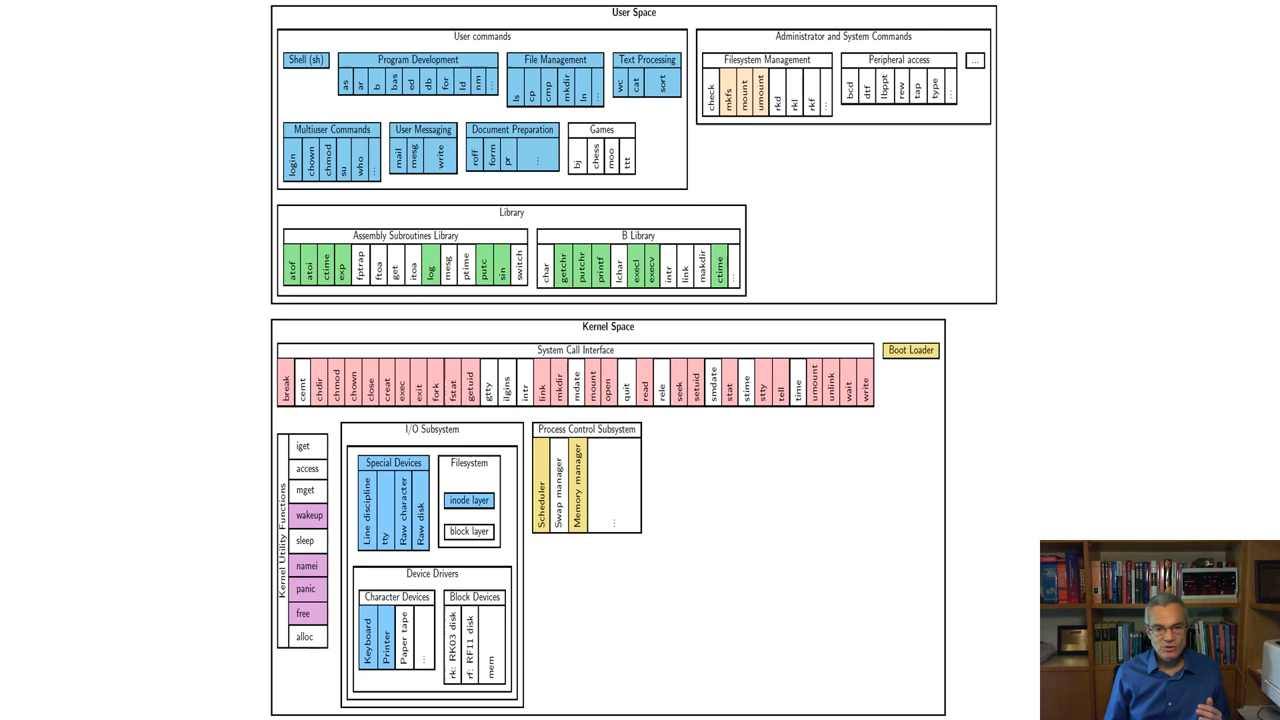 User Space
User commands
Shell (sh)
Program Development
as
ar
b
bas
ed
db
for
ld
nm
...
File Management
ls
cp
cmp
mkdir
ln
...
Text Processing
wc
cat
sort
Multiuser Commands
login
chown
chmod
su
who
...
User Messaging
mail
mesg
write
Document Preparation
roff
form
pr
...
Games
bj
chess
moo
ttt
Administrator and System Commands
Filesystem Management
check
mkfs
mount
umount
rkd
rkl
rkf
...
Peripheral access
bcd
dtf
lbppt
rew
tap
type
...
...
Library
Assembly Subroutines Library
atof
atoi
ctime
exp
fptrap
ftoa
get
itoa
log
mesg
ptime
putc
sin
switch
B Library
char
getchr
putchr
printf
lchar
execl
execv
intr
link
makdir
ctime
...
Kernel Space
System Call Interface
break
cemt
chdir
chmod
chown
close
creat
exec
exit
fork
fstat
getuid
gtty
ilgins
intr
link
mkdir
mdate
mount
open
quit
read
rele
seek
setuid
smdate
stat
stime
stty
tell
time
umount
unlink
wait
write
Boot Loader
Kernel Utility Functions
iget
access
mget
wakeup
sleep
namei
panic
free
alloc
I/O Subsystem
Special Devices
Line discipline
tty
Raw character
Raw disk
Filesystem
inode layer
block layer
Device Drivers
Character Devices
Keyboard
Printer
Paper tape
...
Block Devices
rk: RK03 disk
rf: RF11 disk
mem
Process Control Subsystem
Scheduler
Swap manager
Memory manager
...